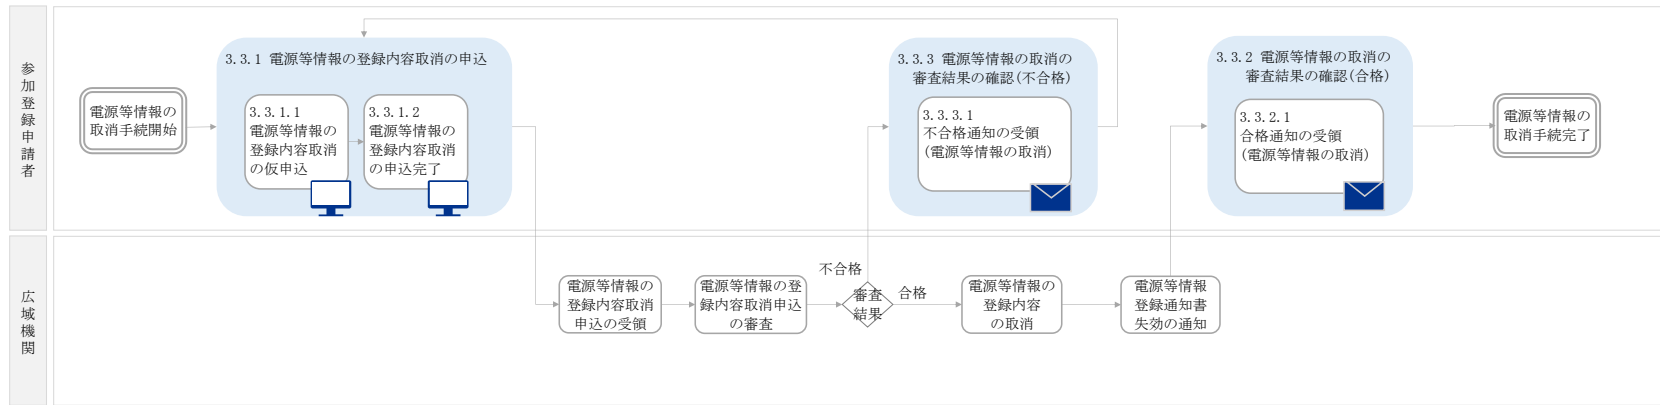 参加登録申請者
電源等情報の
取消手続開始
3.3.1 電源等情報の登録内容取消の申込
3.3.1.1
電源等情報の
登録内容取消
の仮申込
3.3.1.2
電源等情報の
登録内容取消
の申込完了
3.3.3 電源等情報の取消の
審査結果の確認(不合格)
3.3.3.1
不合格通知の受領
(電源等情報の取消)
3.3.2 電源等情報の取消の
審査結果の確認(合格)
3.3.2.1
合格通知の受領
(電源等情報の取消)
電源等情報の
取消手続完了
広域機関
電源等情報の
登録内容取消
申込の受領
電源等情報の登
録内容取消申込
の審査
不合格
審査
結果
合格
電源等情報の
登録内容
の取消
電源等情報
登録通知書
失効の通知